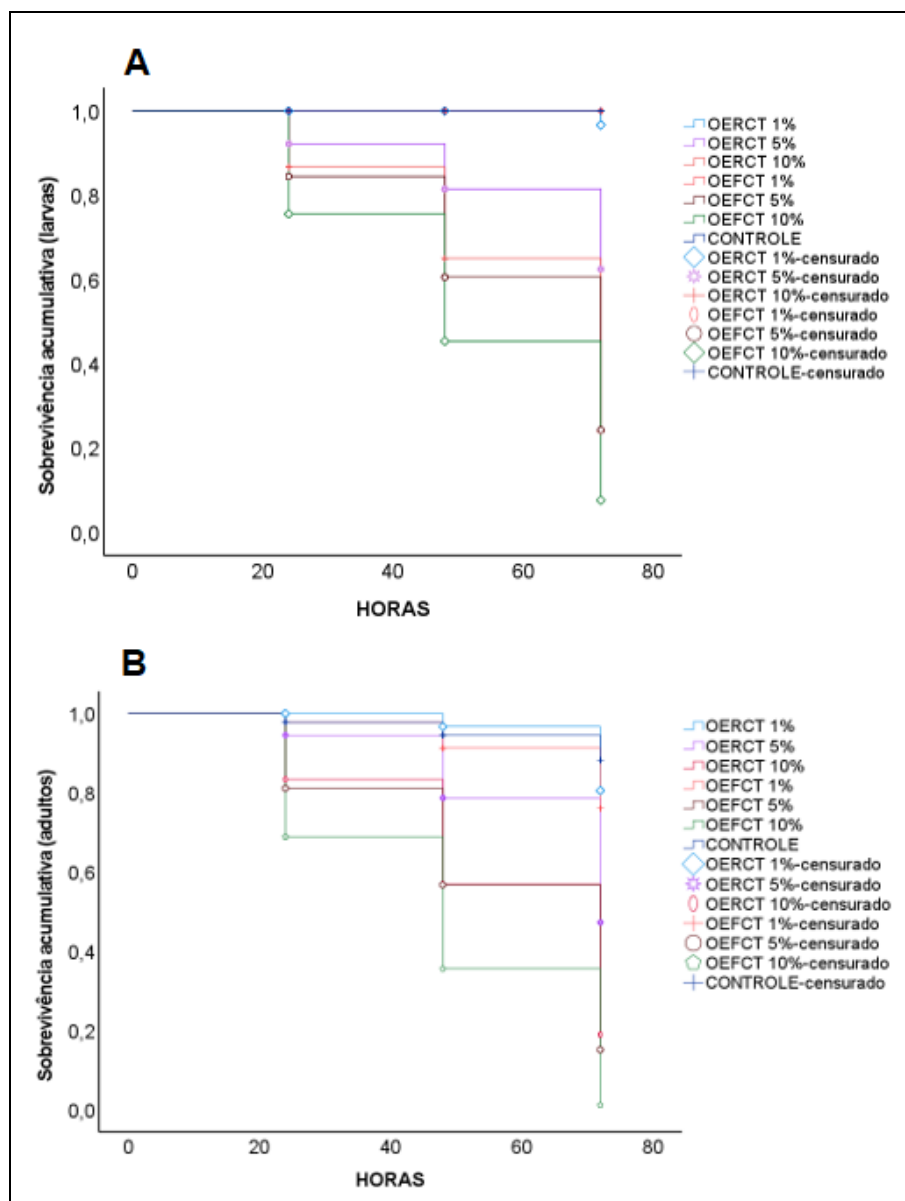 A
Sobrevivência acumulativa (larvas)
1,0
0,8
0,6
0,4
0,2
0,0
0 20 40 60 80
HORAS
OERCT 1%
OERCT 5%
OERCT 10%
OEFCT 1%
OEFCT 5%
OEFCT 10%
CONTROLE
OERCT 1%-censurado
OERCT 5%-censurado
OERCT 10%-censurado
OEFCT 1%-censurado
OEFCT 5%-censurado
OEFCT 10%-censurado
CONTROLE-censurado
B
Sobrevivência acumulativa (adultos)
1,0
0,8
0,6
0,4
0,2
0,0
0 20 40 60 80
HORAS
OERCT 1%
OERCT 5%
OERCT 10%
OEFCT 1%
OEFCT 5%
OEFCT 10%
CONTROLE
OERCT 1%-censurado
OERCT 5%-censurado
OERCT 10%-censurado
OEFCT 1%-censurado
OEFCT 5%-censurado
OEFCT 10%-censurado
CONTROLE-censurado